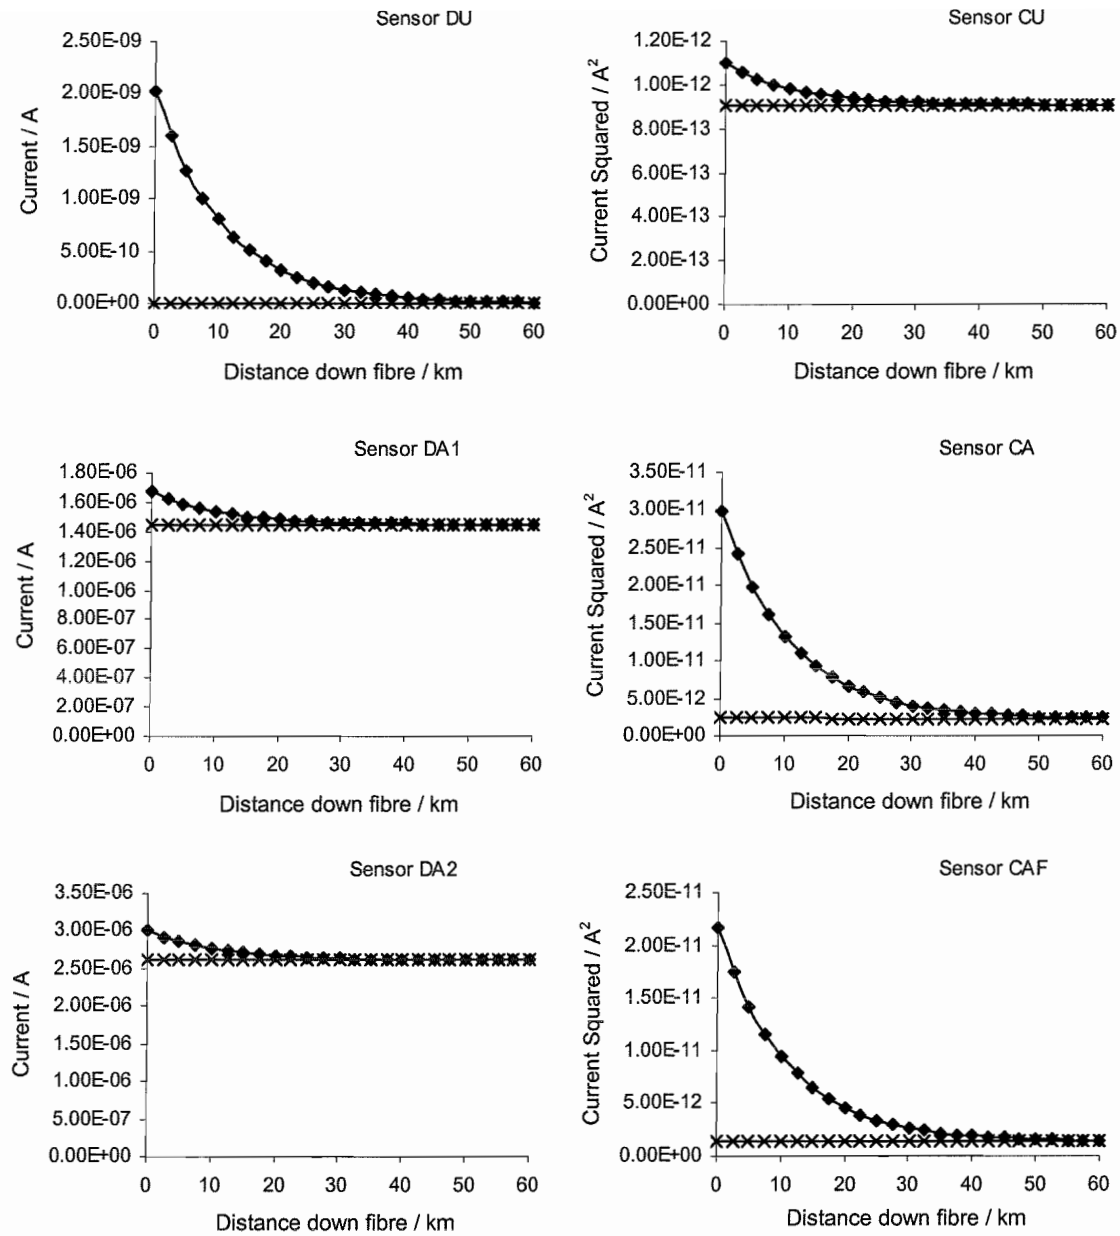 Sensor DU
Current / A
2.50E-09
2.00E-09
1.50E-09
1.00E-09
5.00E-10
0.00E+00
0 10 20 30 40 50 60
Distance down fibre / km
Sensor CU
Current Squared / A²
1.20E-12
1.00E-12
8.00E-13
6.00E-13
4.00E-13
2.00E-13
0.00E+00
0 10 20 30 40 50 60
Distance down fibre / km
Sensor DA1
Current / A
1.80E-06
1.60E-06
1.40E-06
1.20E-06
1.00E-06
8.00E-07
6.00E-07
4.00E-07
2.00E-07
0.00E+00
0 10 20 30 40 50 60
Distance down fibre / km
Sensor CA
Current Squared / A²
3.50E-11
3.00E-11
2.50E-11
2.00E-11
1.50E-11
1.00E-11
5.00E-12
0.00E+00
0 10 20 30 40 50 60
Distance down fibre / km
Sensor DA2
Current / A
3.50E-06
3.00E-06
2.50E-06
2.00E-06
1.50E-06
1.00E-06
5.00E-07
0.00E+00
0 10 20 30 40 50 60
Distance down fibre / km
Sensor CAF
Current Squared / A²
2.50E-11
2.00E-11
1.50E-11
1.00E-11
5.00E-12
0.00E+00
0 10 20 30 40 50 60
Distance down fibre / km